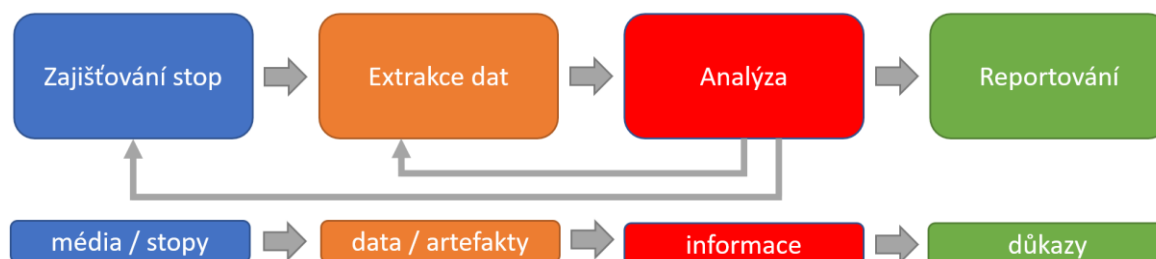 Zajišťování stop
Extrakce dat
Analýza
Reportování
média / stopy
data / artefakty
informace
důkazy